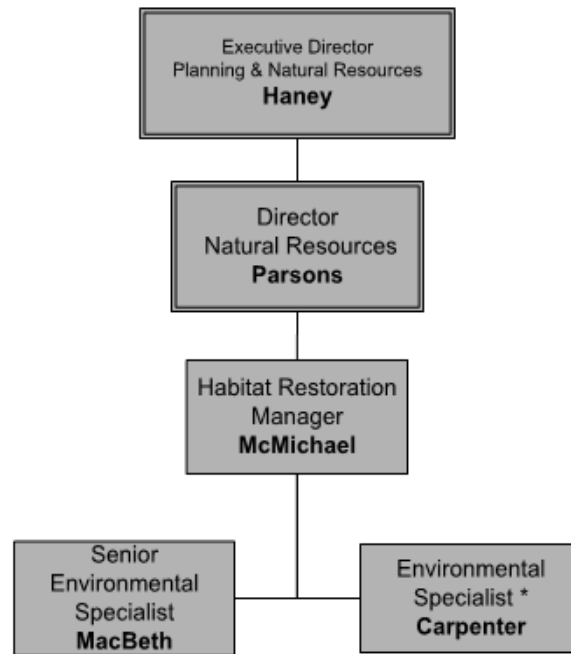 Executive Director
Planning & Natural Resources
Haney
Director
Natural Resources
Parsons
Habitat Restoration
Manager
McMichael
Senior
Environmental
Specialist
MacBeth
Environmental
Specialist *
Carpenter